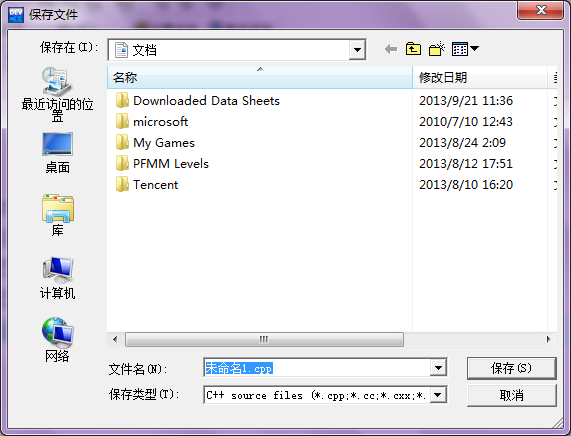 DEV
保存文件
保存在(I):
文档
最近访问的位置
桌面
库
计算机
网络
名称
修改日期
Downloaded Data Sheets
2013/9/21 11:36
microsoft
2010/7/10 12:43
My Games
2013/8/24 2:09
PFMM Levels
2013/8/12 17:51
Tencent
2013/8/10 16:20
文件名(N):
未命名1.cpp
保存(S)
保存类型(T):
C++ source files (*.cpp;*.cc;*.cxx;*.
取消